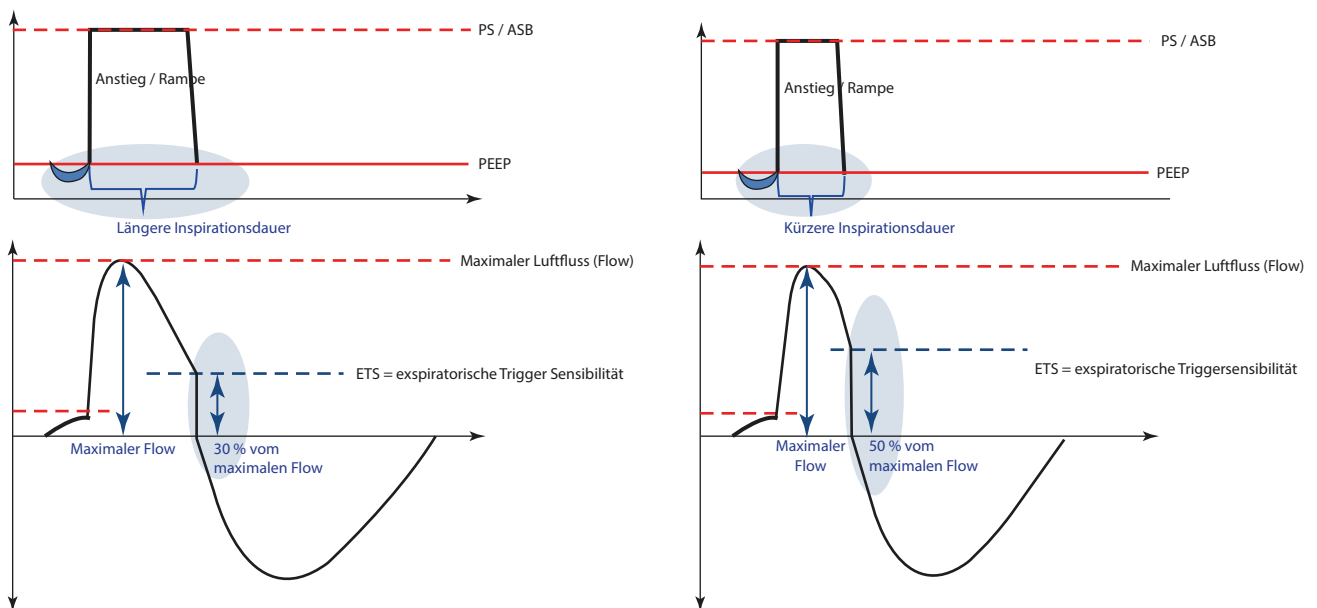 PS / ASB
Anstieg / Rampe
PEEP
Längere Inspirationsdauer
Maximaler Luftfluss (Flow)
ETS = exspiratorische Trigger Sensibilität
Maximaler Flow
30 % vom
maximalen Flow
PS / ASB
Anstieg / Rampe
PEEP
Kürzere Inspirationsdauer
Maximaler Luftfluss (Flow)
ETS = exspiratorische Triggersensibilität
Maximaler
Flow
50 % vom
maximalen Flow